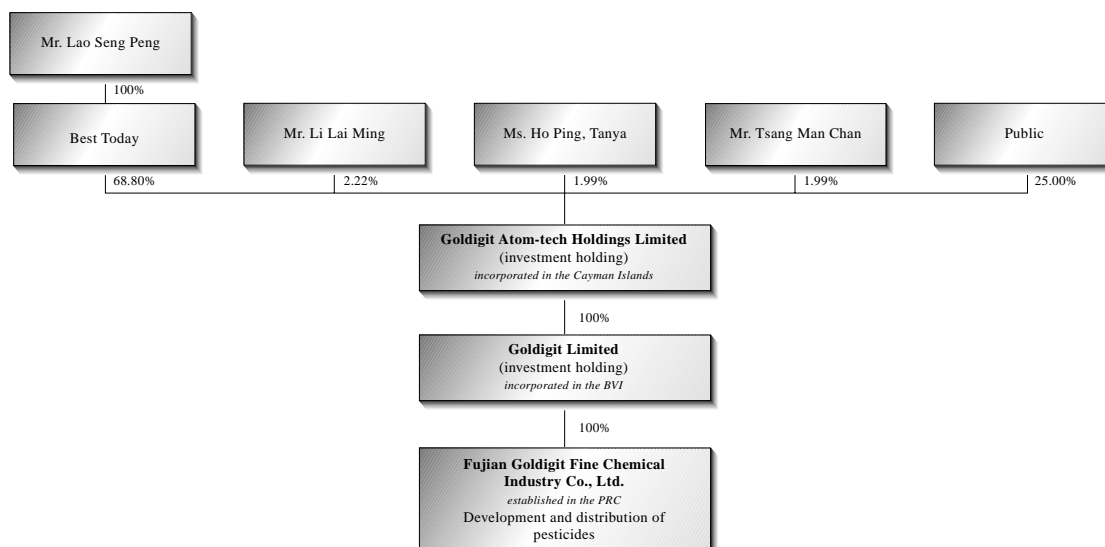 Mr. Lao Seng Peng
100%
Best Today
Mr. Li Lai Ming
Ms. Ho Ping, Tanya
Mr. Tsang Man Chan
Public
68.80%
2.22%
1.99%
1.99%
25.00%
Goldigit Atom-tech Holdings Limited
(investment holding)
incorporated in the Cayman Islands
100%
Goldigit Limited
(investment holding)
incorporated in the BVI
100%
Fujian Goldigit Fine Chemical
Industry Co., Ltd.
established in the PRC
Development and distribution of
pesticides